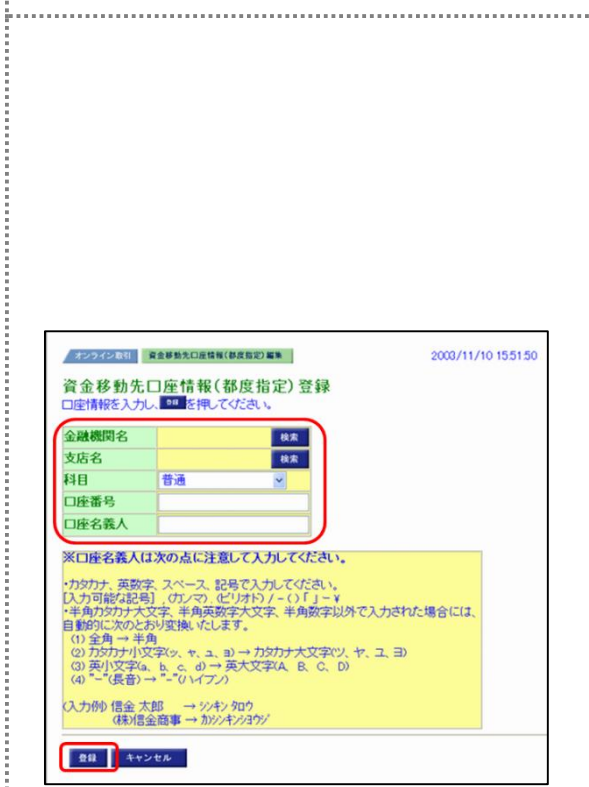 オンライン取引 資金移動先口座情報(都度指定)編集 2003/11/10 15:51:50
資金移動先口座情報(都度指定)登録
口座情報を入力し、登録を押してください。
金融機関名 検索
支店名 検索
科目 普通
口座番号
口座名義人
※口座名義人は次の点に注意して入力してください。
・カタカナ、英数字、スペース、記号で入力してください。
[入力可能な記号] , (カンマ) . (ピリオド) / - ( ) 「 」 - ¥
・半角カタカナ大文字、半角英数字大文字、半角数字以外で入力された場合には、
自動的に次のとおり変換いたします。
(1) 全角 → 半角
(2) カタカナ小文字(ッ、ャ、ュ、ョ) → カタカナ大文字(ツ、ヤ、ユ、ヨ)
(3) 英小文字(a、b、c、d) → 英大文字(A、B、C、D)
(4) "ー"(長音) → "-"(ハイフン)
(入力例) 信金 太郎 → シンキン タロウ
(株)信金商事 → カ)シンキンシヨウジ
登録 キャンセル